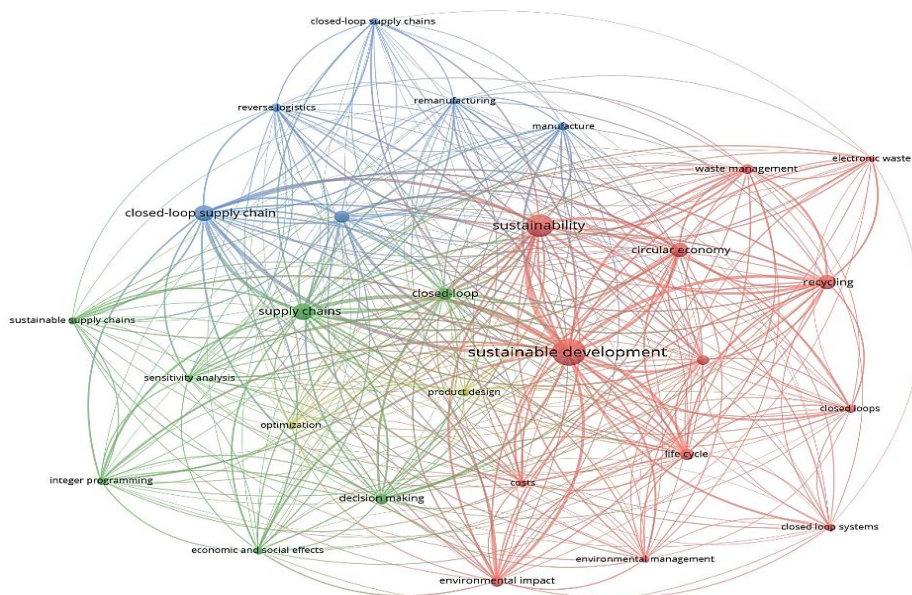 closed-loop supply chains
remanufacturing
reverse logistics
manufacture
electronic waste
waste management
closed-loop supply chain
sustainability
circular economy
recycling
closed-loop
supply chains
sustainable supply chains
sustainable development
sensitivity analysis
product design
closed loops
optimization
life cycle
integer programming
costs
decision making
closed loop systems
economic and social effects
environmental management
environmental impact